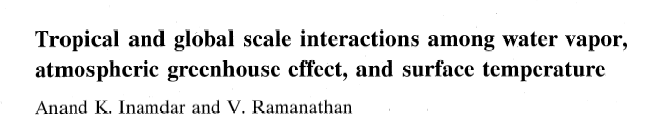 Tropical and global scale interactions among water vapor,
atmospheric greenhouse effect, and surface temperature
Anand K. Inamdar and V. Ramanathan